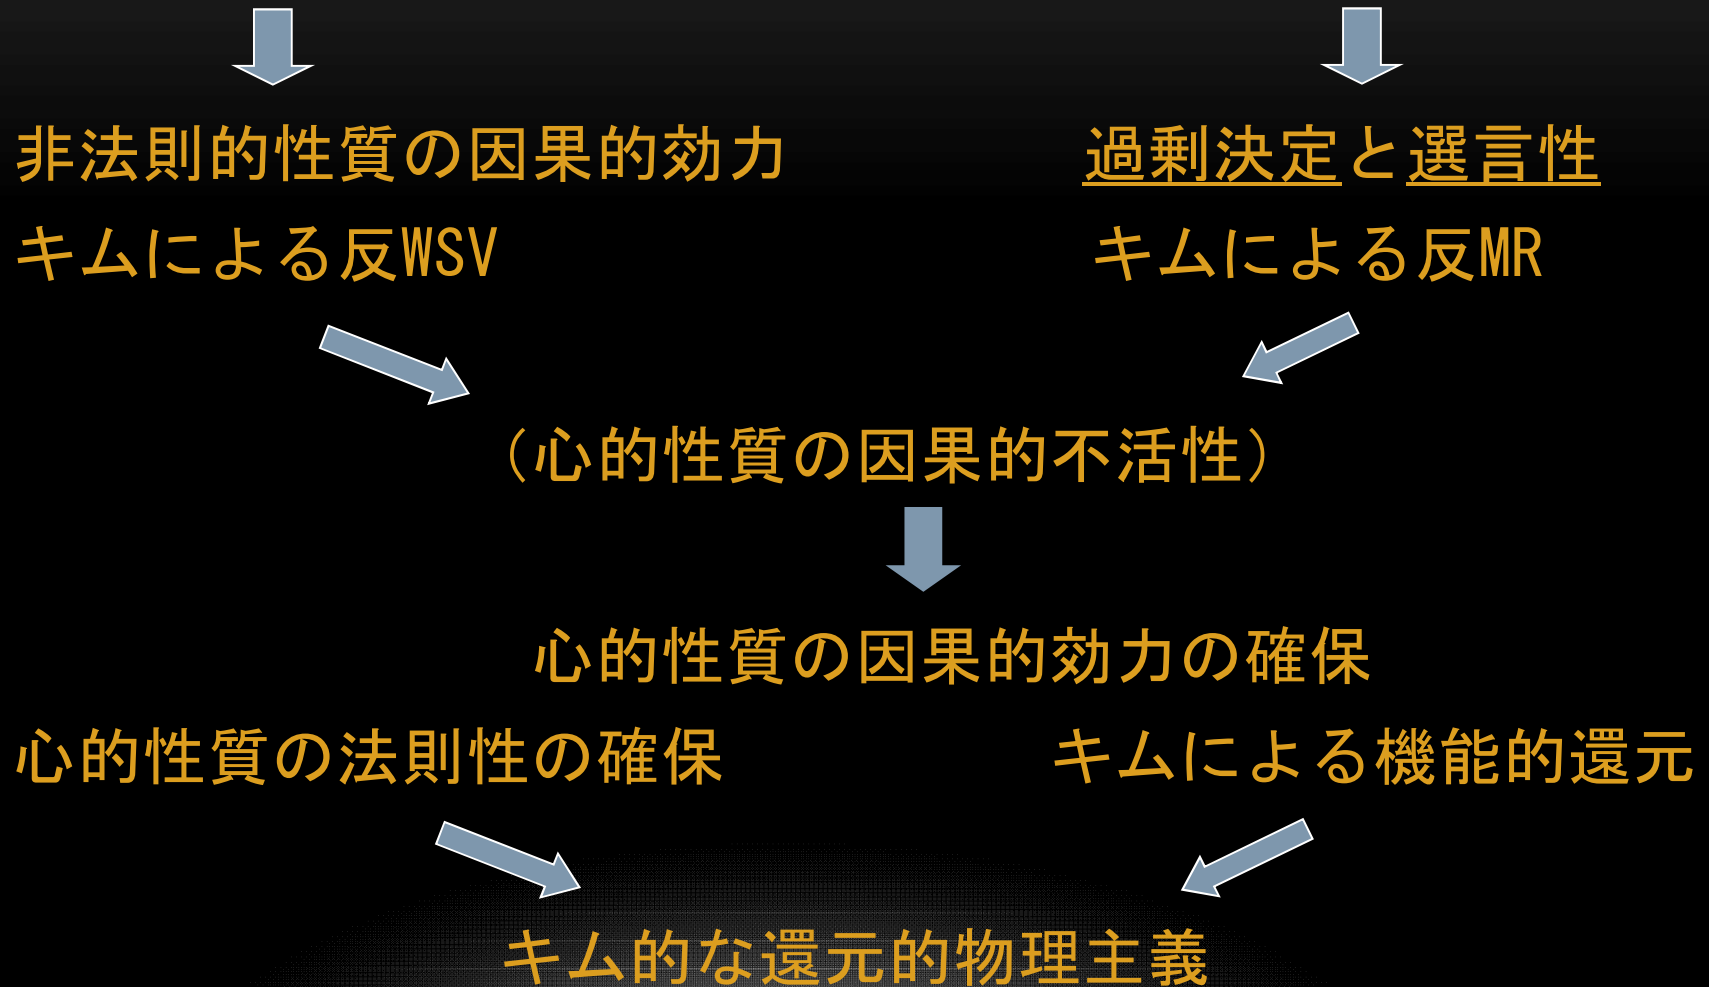 非法則的性質の因果的効力
過剰決定と選言性
キムによる反WSV
キムによる反MR
（心的性質の因果的不活性）
心的性質の因果的効力の確保
心的性質の法則性の確保
キムによる機能的還元
キム的な還元的物理主義